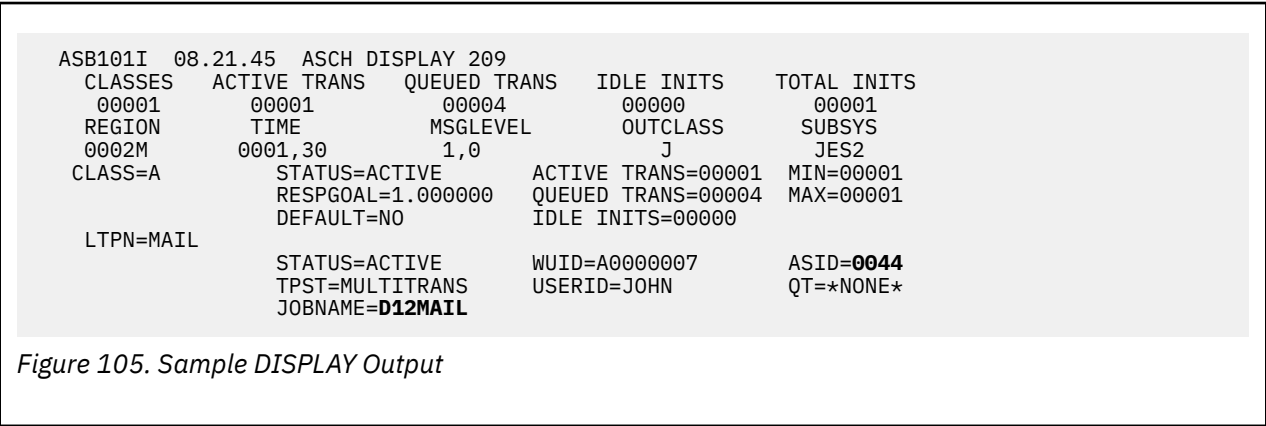 ASB101I  08.21.45  ASCH DISPLAY 209
  CLASSES   ACTIVE TRANS   QUEUED TRANS   IDLE INITS    TOTAL INITS
   00001       00001          00004         00000          00001
  REGION       TIME          MSGLEVEL      OUTCLASS       SUBSYS
  0002M       0001,30          1,0            J            JES2
 CLASS=A         STATUS=ACTIVE       ACTIVE TRANS=00001  MIN=00001
                 RESPGOAL=1.000000   QUEUED TRANS=00004  MAX=00001
                 DEFAULT=NO          IDLE INITS=00000
  LTPN=MAIL
                 STATUS=ACTIVE       WUID=A0000007       ASID=0044
                 TPST=MULTITRANS     USERID=JOHN         QT=*NONE*
                 JOBNAME=D12MAIL
Figure 105. Sample DISPLAY Output